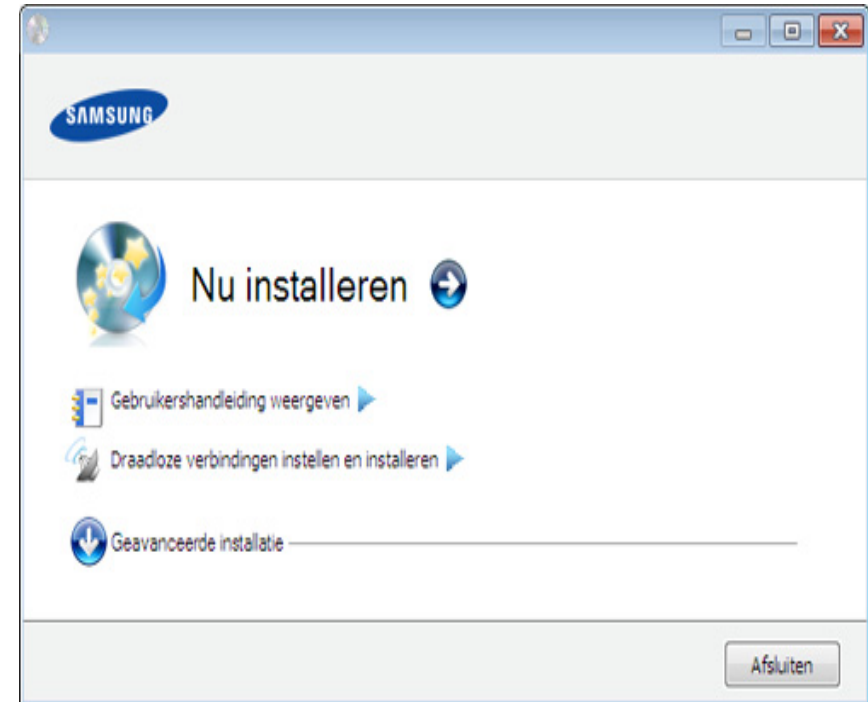 SAMSUNG
Nu installeren
Gebruikershandleiding weergeven
Draadloze verbindingen instellen en installeren
Geavanceerde installatie
Afsluiten